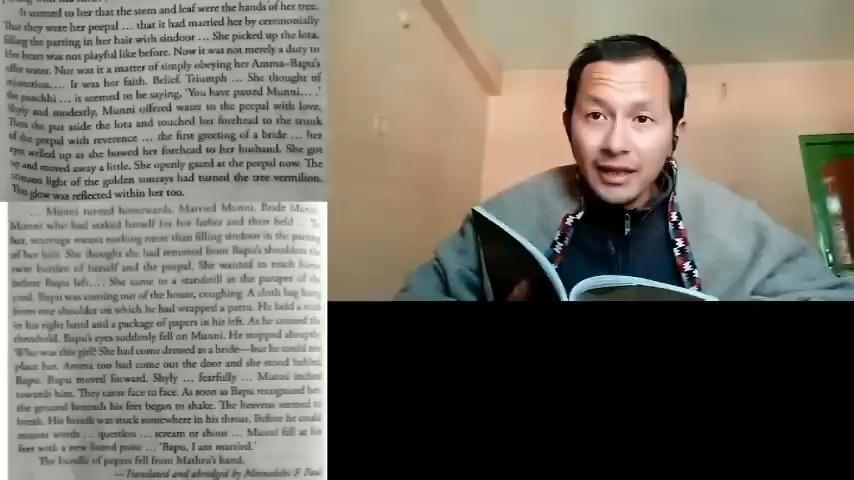 It seemed to her that the stem and leaf were the hands of her tree.
That they were her peepal ... that it had married her by ceremonially
filling the parting in her hair with sindoor ... She picked up the lota.
Her heart was not playful like before. Now it was not merely a duty to
offer water. Nor was it a matter of simply obeying her Amma–Bapu's
injunction.... It was her faith. Belief. Triumph ... She thought of
the panchhi ... it seemed to be saying, 'You have passed Munni... .'
Shyly and modestly, Munni offered water to the peepal with love.
Then she put aside the lota and touched her forehead to the trunk
of the peepal with reverence ... the first greeting of a bride ... her
eyes welled up as she bowed her forehead to her husband. She got
up and moved away a little. She openly gazed at the peepal now. The
crimson light of the golden sunrays had turned the tree vermilion.
This glow was reflected within her too.
... Munni turned homewards. Married Munni. Bride Munni.
Munni who had staked herself for her father and their field ... To
her, marriage meant nothing more than filling sindoor in the parting
of her hair. She thought she had removed from Bapu's shoulders the
twin burden of herself and the peepal. She wanted to reach home
before Bapu left.... She came to a standstill at the parapet of the
yard. Bapu was coming out of the house, coughing. A cloth bag hung
from one shoulder on which he had wrapped a pattu. He held a
in his right hand and a package of papers in his left. As he crossed the
threshold, Bapu's eyes suddenly fell on Munni. He stopped abruptly.
Who was this girl? She had come dressed as a bride—but he could not
place her. Amma too had come out the door and she stood behind
Bapu. Bapu moved forward. Shyly ... fearfully ... Munni inched
towards him. They came face to face. As soon as Bapu recognised her
the ground beneath his feet began to shake. The heavens seemed to
break. His breath was stuck somewhere in his throat. Before he could
words ... question ... scream or shout ... Munni fell at his
feet with a new found poise ... 'Bapu, I am married.'
The bundle of papers fell from Mathru's hand.
—Translated and abridged by Meenakshi F Paul